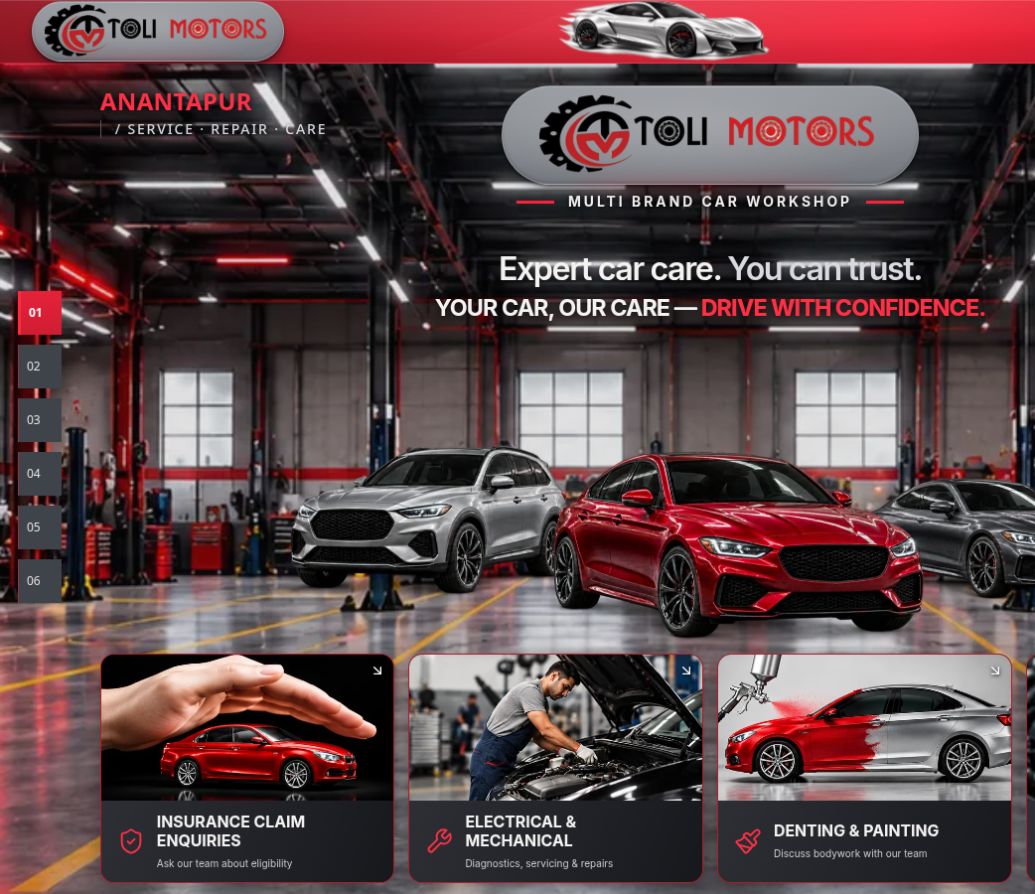 TOLI MOTORS
ANANTAPUR
/ SERVICE · REPAIR · CARE
TOLI MOTORS
MULTI BRAND CAR WORKSHOP
Expert car care. You can trust.
YOUR CAR, OUR CARE — DRIVE WITH CONFIDENCE.
01
02
03
04
05
06
INSURANCE CLAIM
ENQUIRIES
Ask our team about eligibility
ELECTRICAL &
MECHANICAL
Diagnostics, servicing & repairs
DENTING & PAINTING
Discuss bodywork with our team